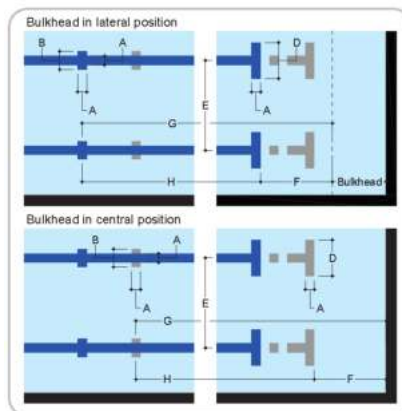 Bulkhead in lateral position
B A D
A A
E
G
H F Bulkhead
Bulkhead in central position
B A
D
A A
E
G
H F